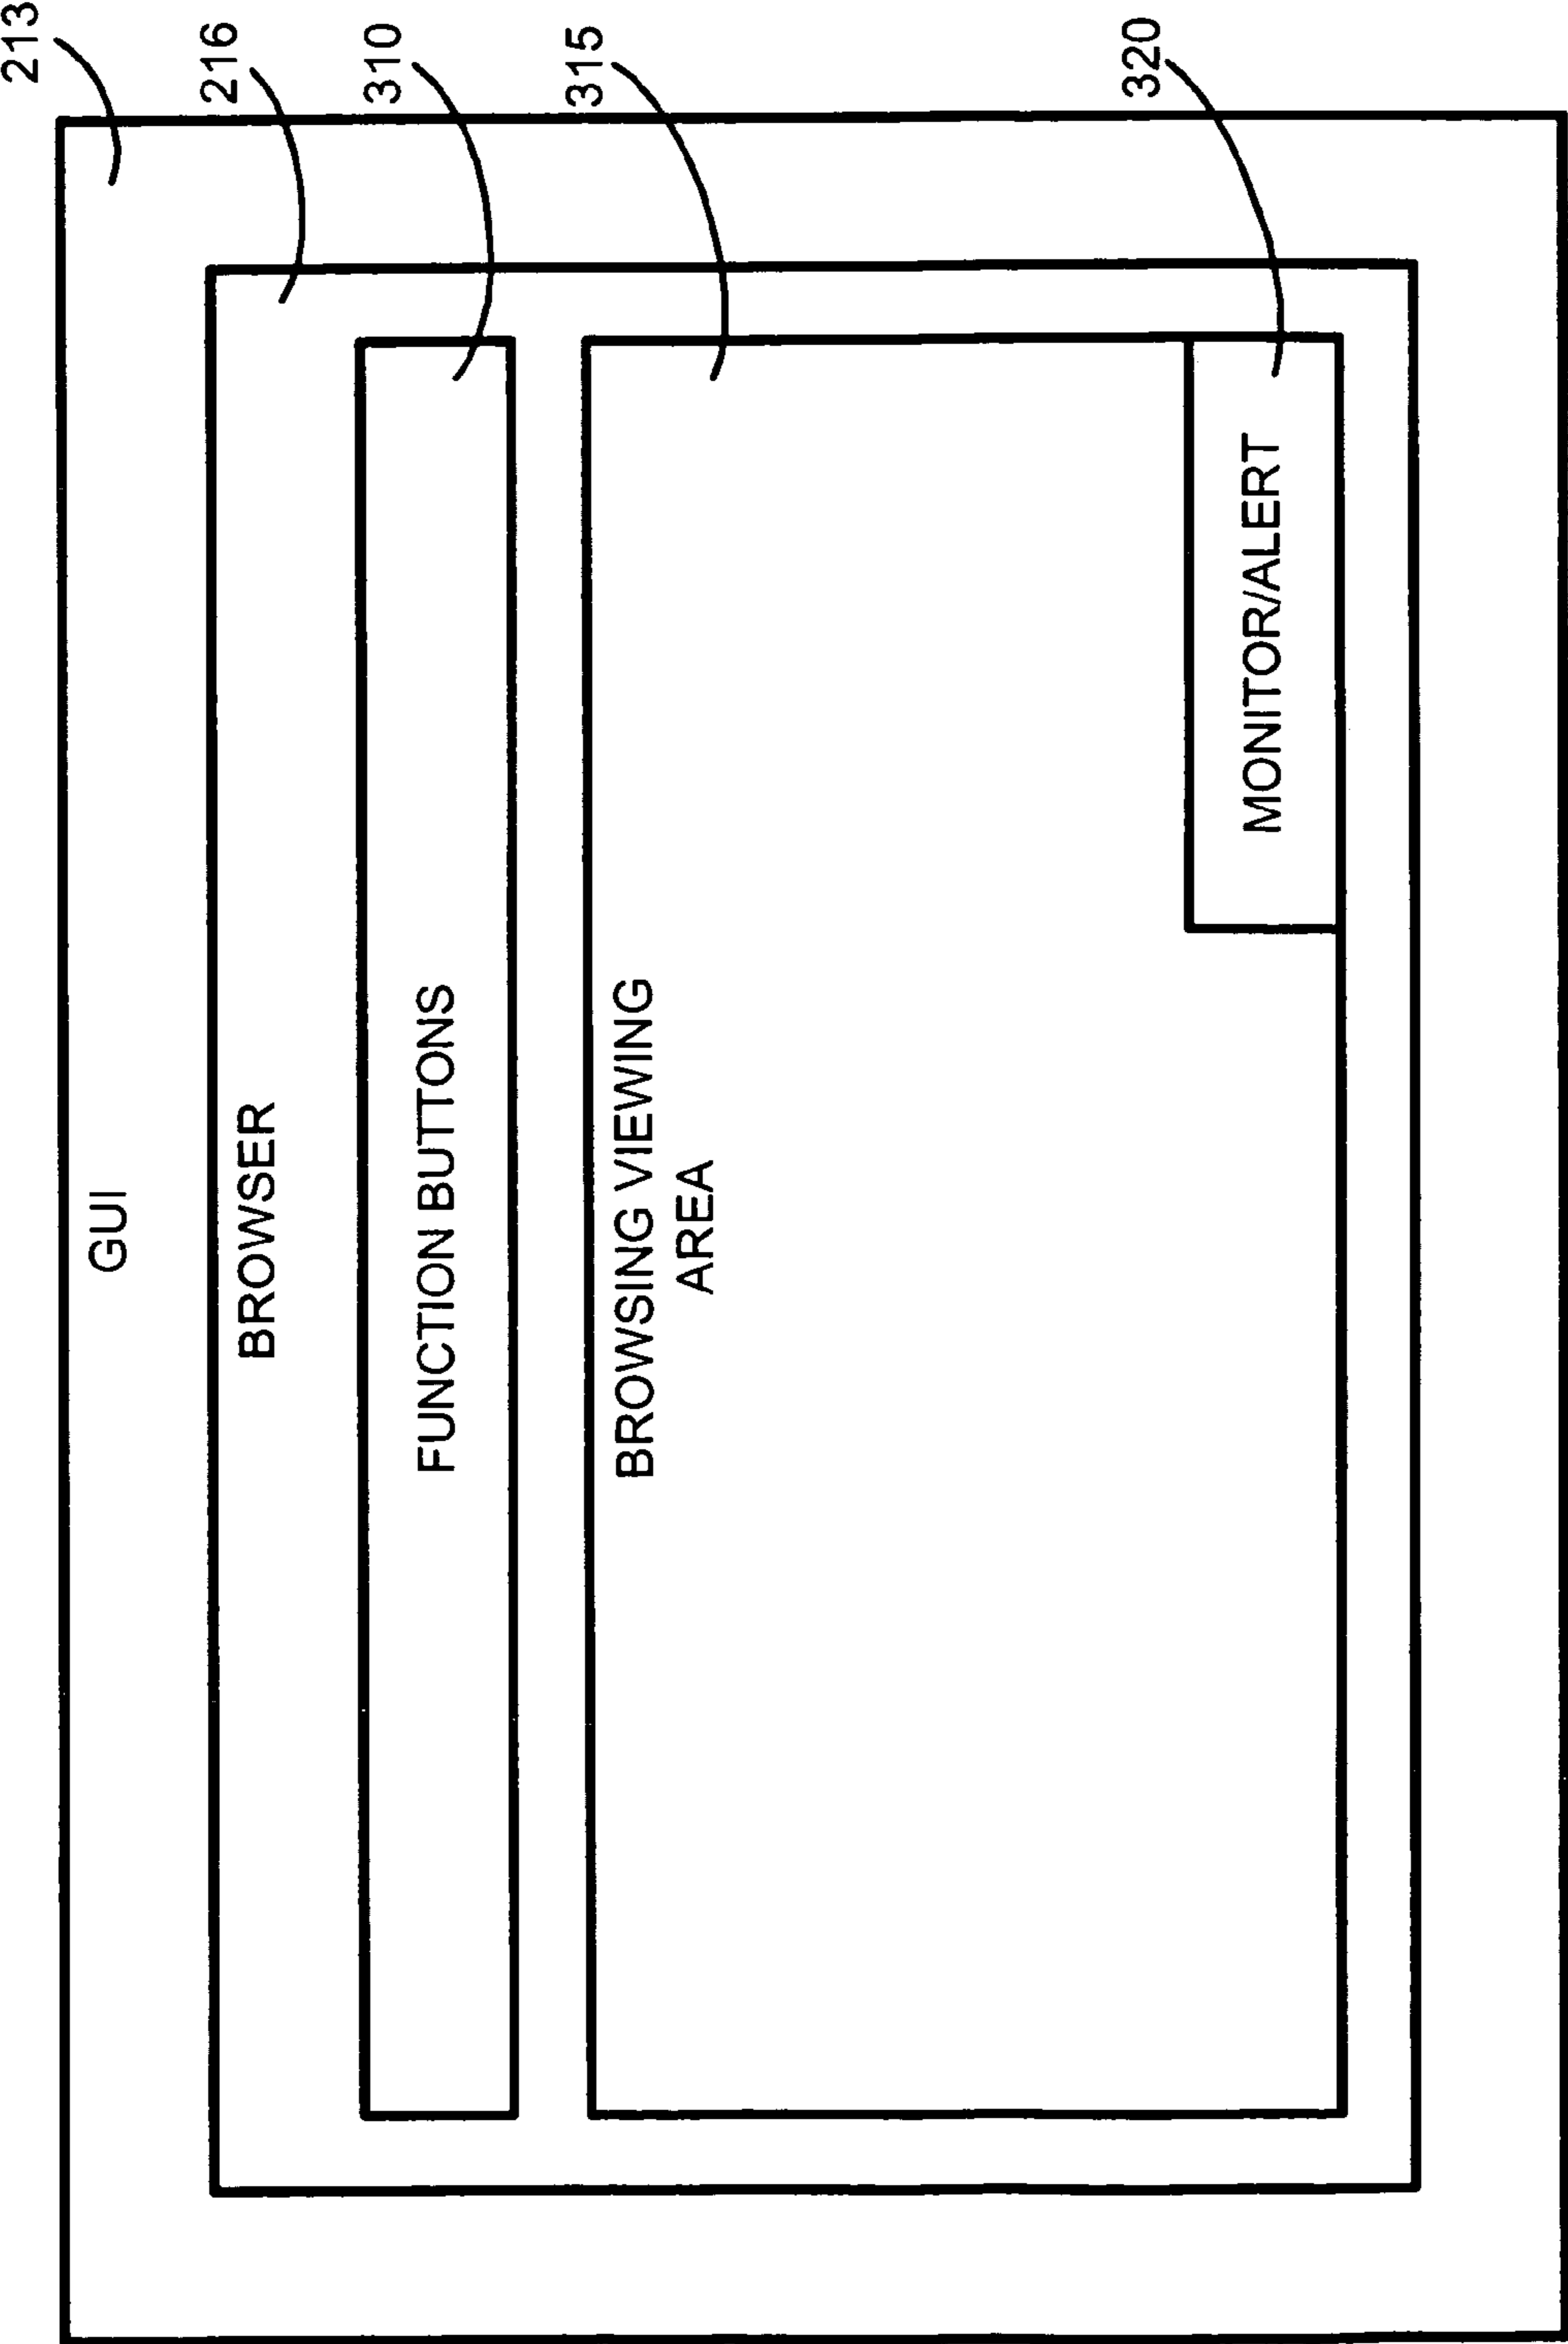 213
GUI
216
BROWSER
310
FUNCTION BUTTONS
315
BROWSING VIEWING
AREA
320
MONITOR/ALERT